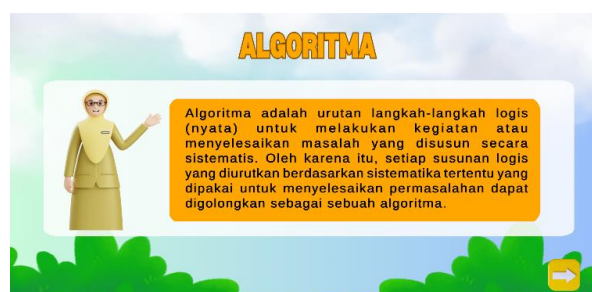 ALGORITMA
Algoritma adalah urutan langkah-langkah logis
(nyata) untuk melakukan kegiatan atau
menyelesaikan masalah yang disusun secara
sistematis. Oleh karena itu, setiap susunan logis
yang diurutkan berdasarkan sistematika tertentu yang
dipakai untuk menyelesaikan permasalahan dapat
digolongkan sebagai sebuah algoritma.